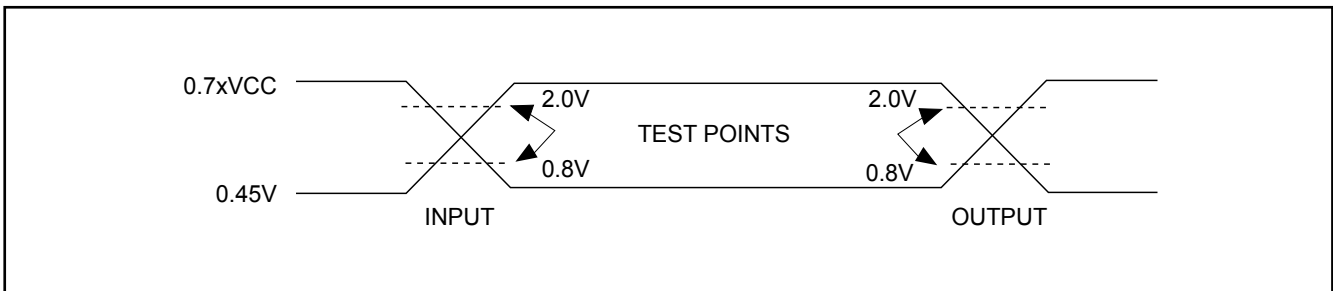 0.7xVCC
2.0V
2.0V
TEST POINTS
0.8V
0.8V
0.45V
INPUT
OUTPUT